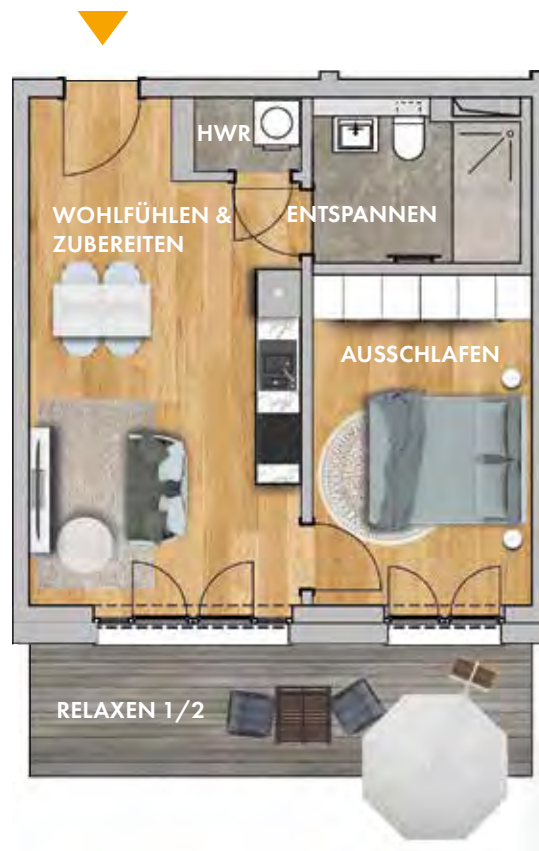 HWR
WOHLFÜHLEN &
ZUBEREITEN
ENTSPANNEN
AUSSCHLAFEN
RELAXEN 1/2